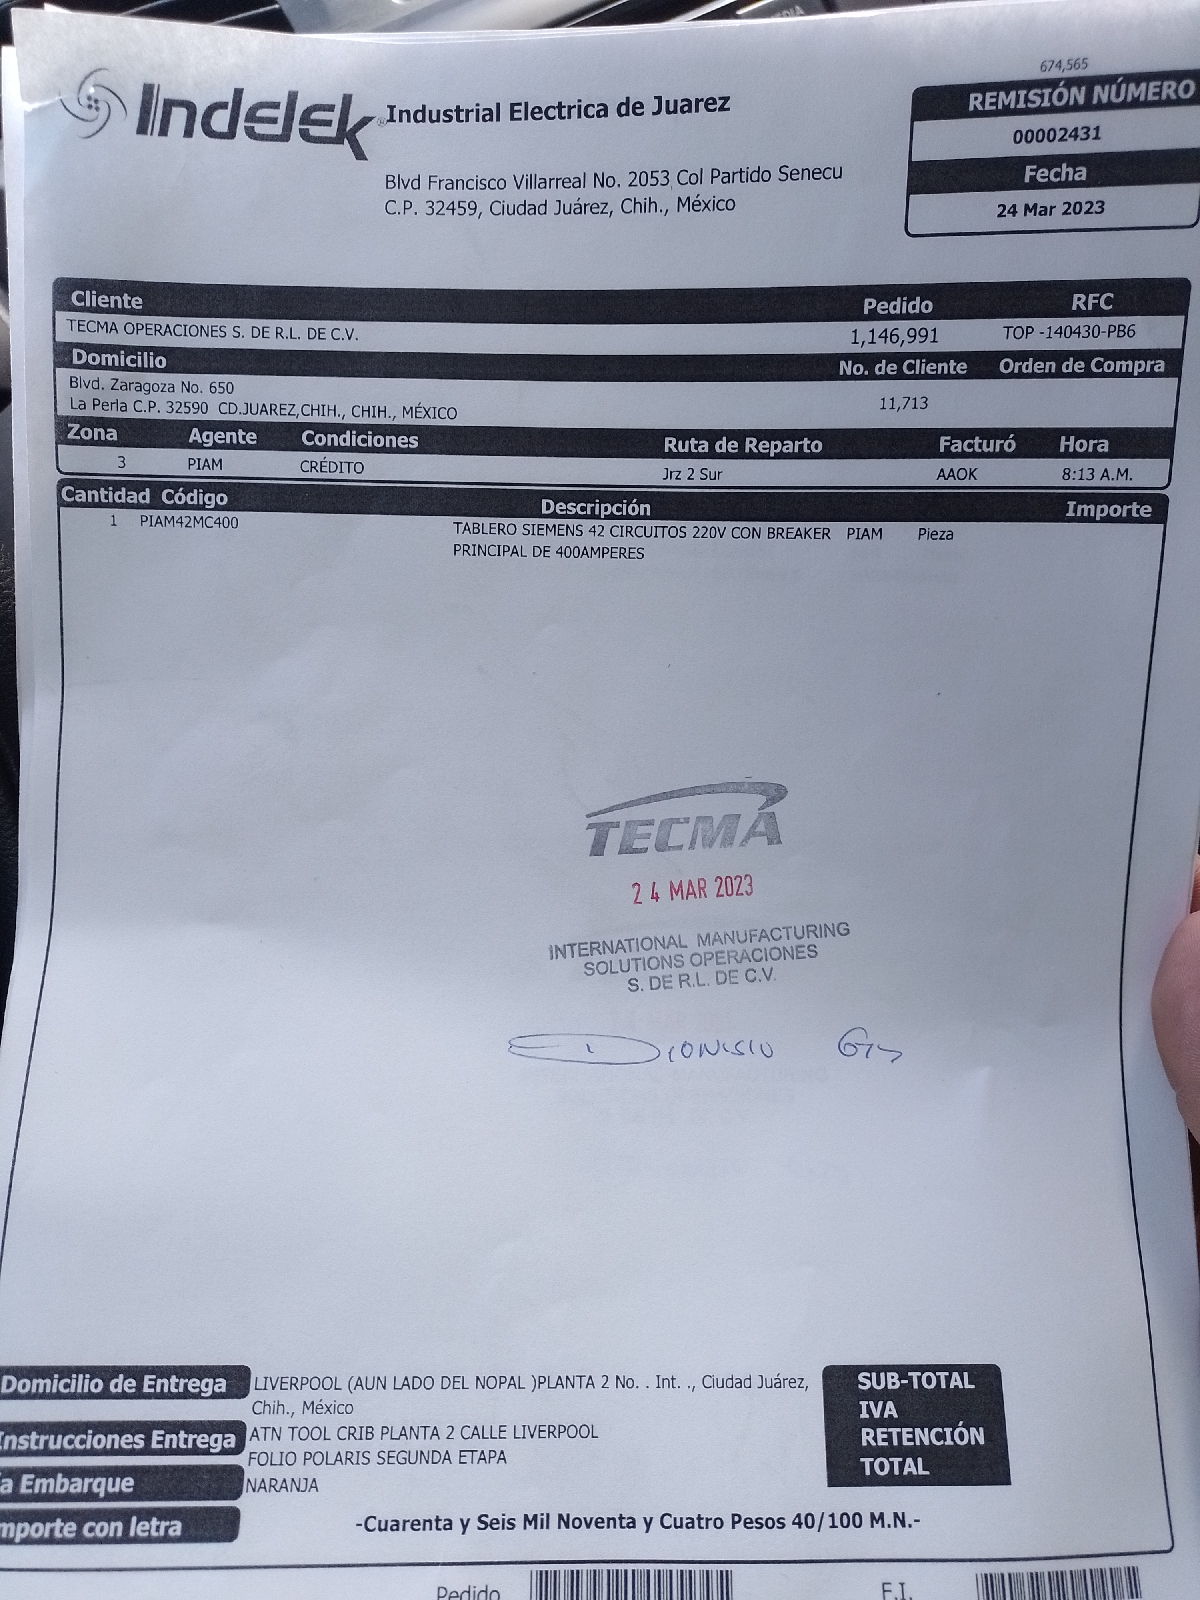 674,565
Indelek® Industrial Electrica de Juarez
REMISIÓN NÚMERO
00002431
Blvd Francisco Villarreal No. 2053 Col Partido Senecu
C.P. 32459, Ciudad Juárez, Chih., México
Fecha
24 Mar 2023
Cliente Pedido RFC
TECMA OPERACIONES S. DE R.L. DE C.V. 1,146,991 TOP -140430-PB6
Domicilio No. de Cliente Orden de Compra
Blvd. Zaragoza No. 650
La Perla C.P. 32590 CD.JUAREZ,CHIH., CHIH., MÉXICO 11,713
Zona Agente Condiciones Ruta de Reparto Facturó Hora
3 PIAM CRÉDITO Jrz 2 Sur AAOK 8:13 A.M.
Cantidad Código Descripción Importe
1 PIAM42MC400 TABLERO SIEMENS 42 CIRCUITOS 220V CON BREAKER PIAM Pieza
PRINCIPAL DE 400AMPERES
TECMA
24 MAR 2023
INTERNATIONAL MANUFACTURING
SOLUTIONS OPERACIONES
S. DE R.L. DE C.V.
DIONISIO
Domicilio de Entrega LIVERPOOL (AUN LADO DEL NOPAL )PLANTA 2 No. . Int. ., Ciudad Juárez,
Chih., México
Instrucciones Entrega ATN TOOL CRIB PLANTA 2 CALLE LIVERPOOL
FOLIO POLARIS SEGUNDA ETAPA
a Embarque NARANJA
mporte con letra -Cuarenta y Seis Mil Noventa y Cuatro Pesos 40/100 M.N.-
SUB-TOTAL
IVA
RETENCIÓN
TOTAL
Pedido F.I.